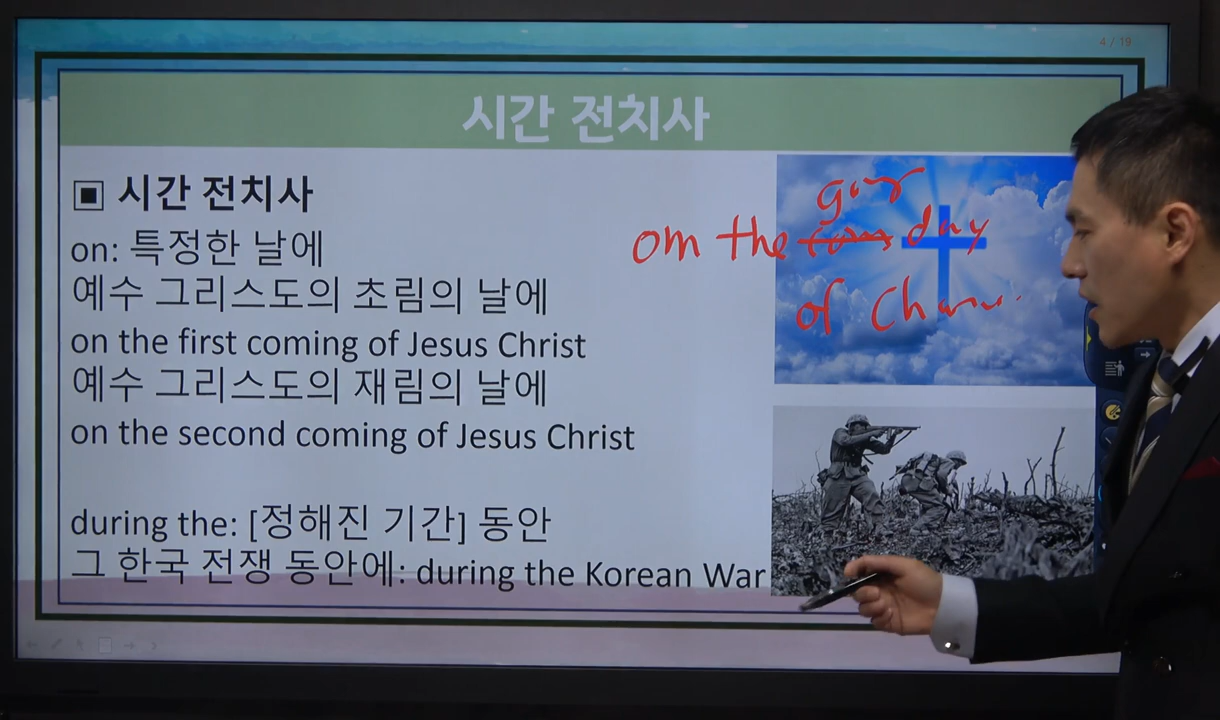 4 / 19
시간 전치사
▣ 시간 전치사
on: 특정한 날에
예수 그리스도의 초림의 날에
on the first coming of Jesus Christ
예수 그리스도의 재림의 날에
on the second coming of Jesus Christ
during the: [정해진 기간] 동안
그 한국 전쟁 동안에: during the Korean War
on the day
of